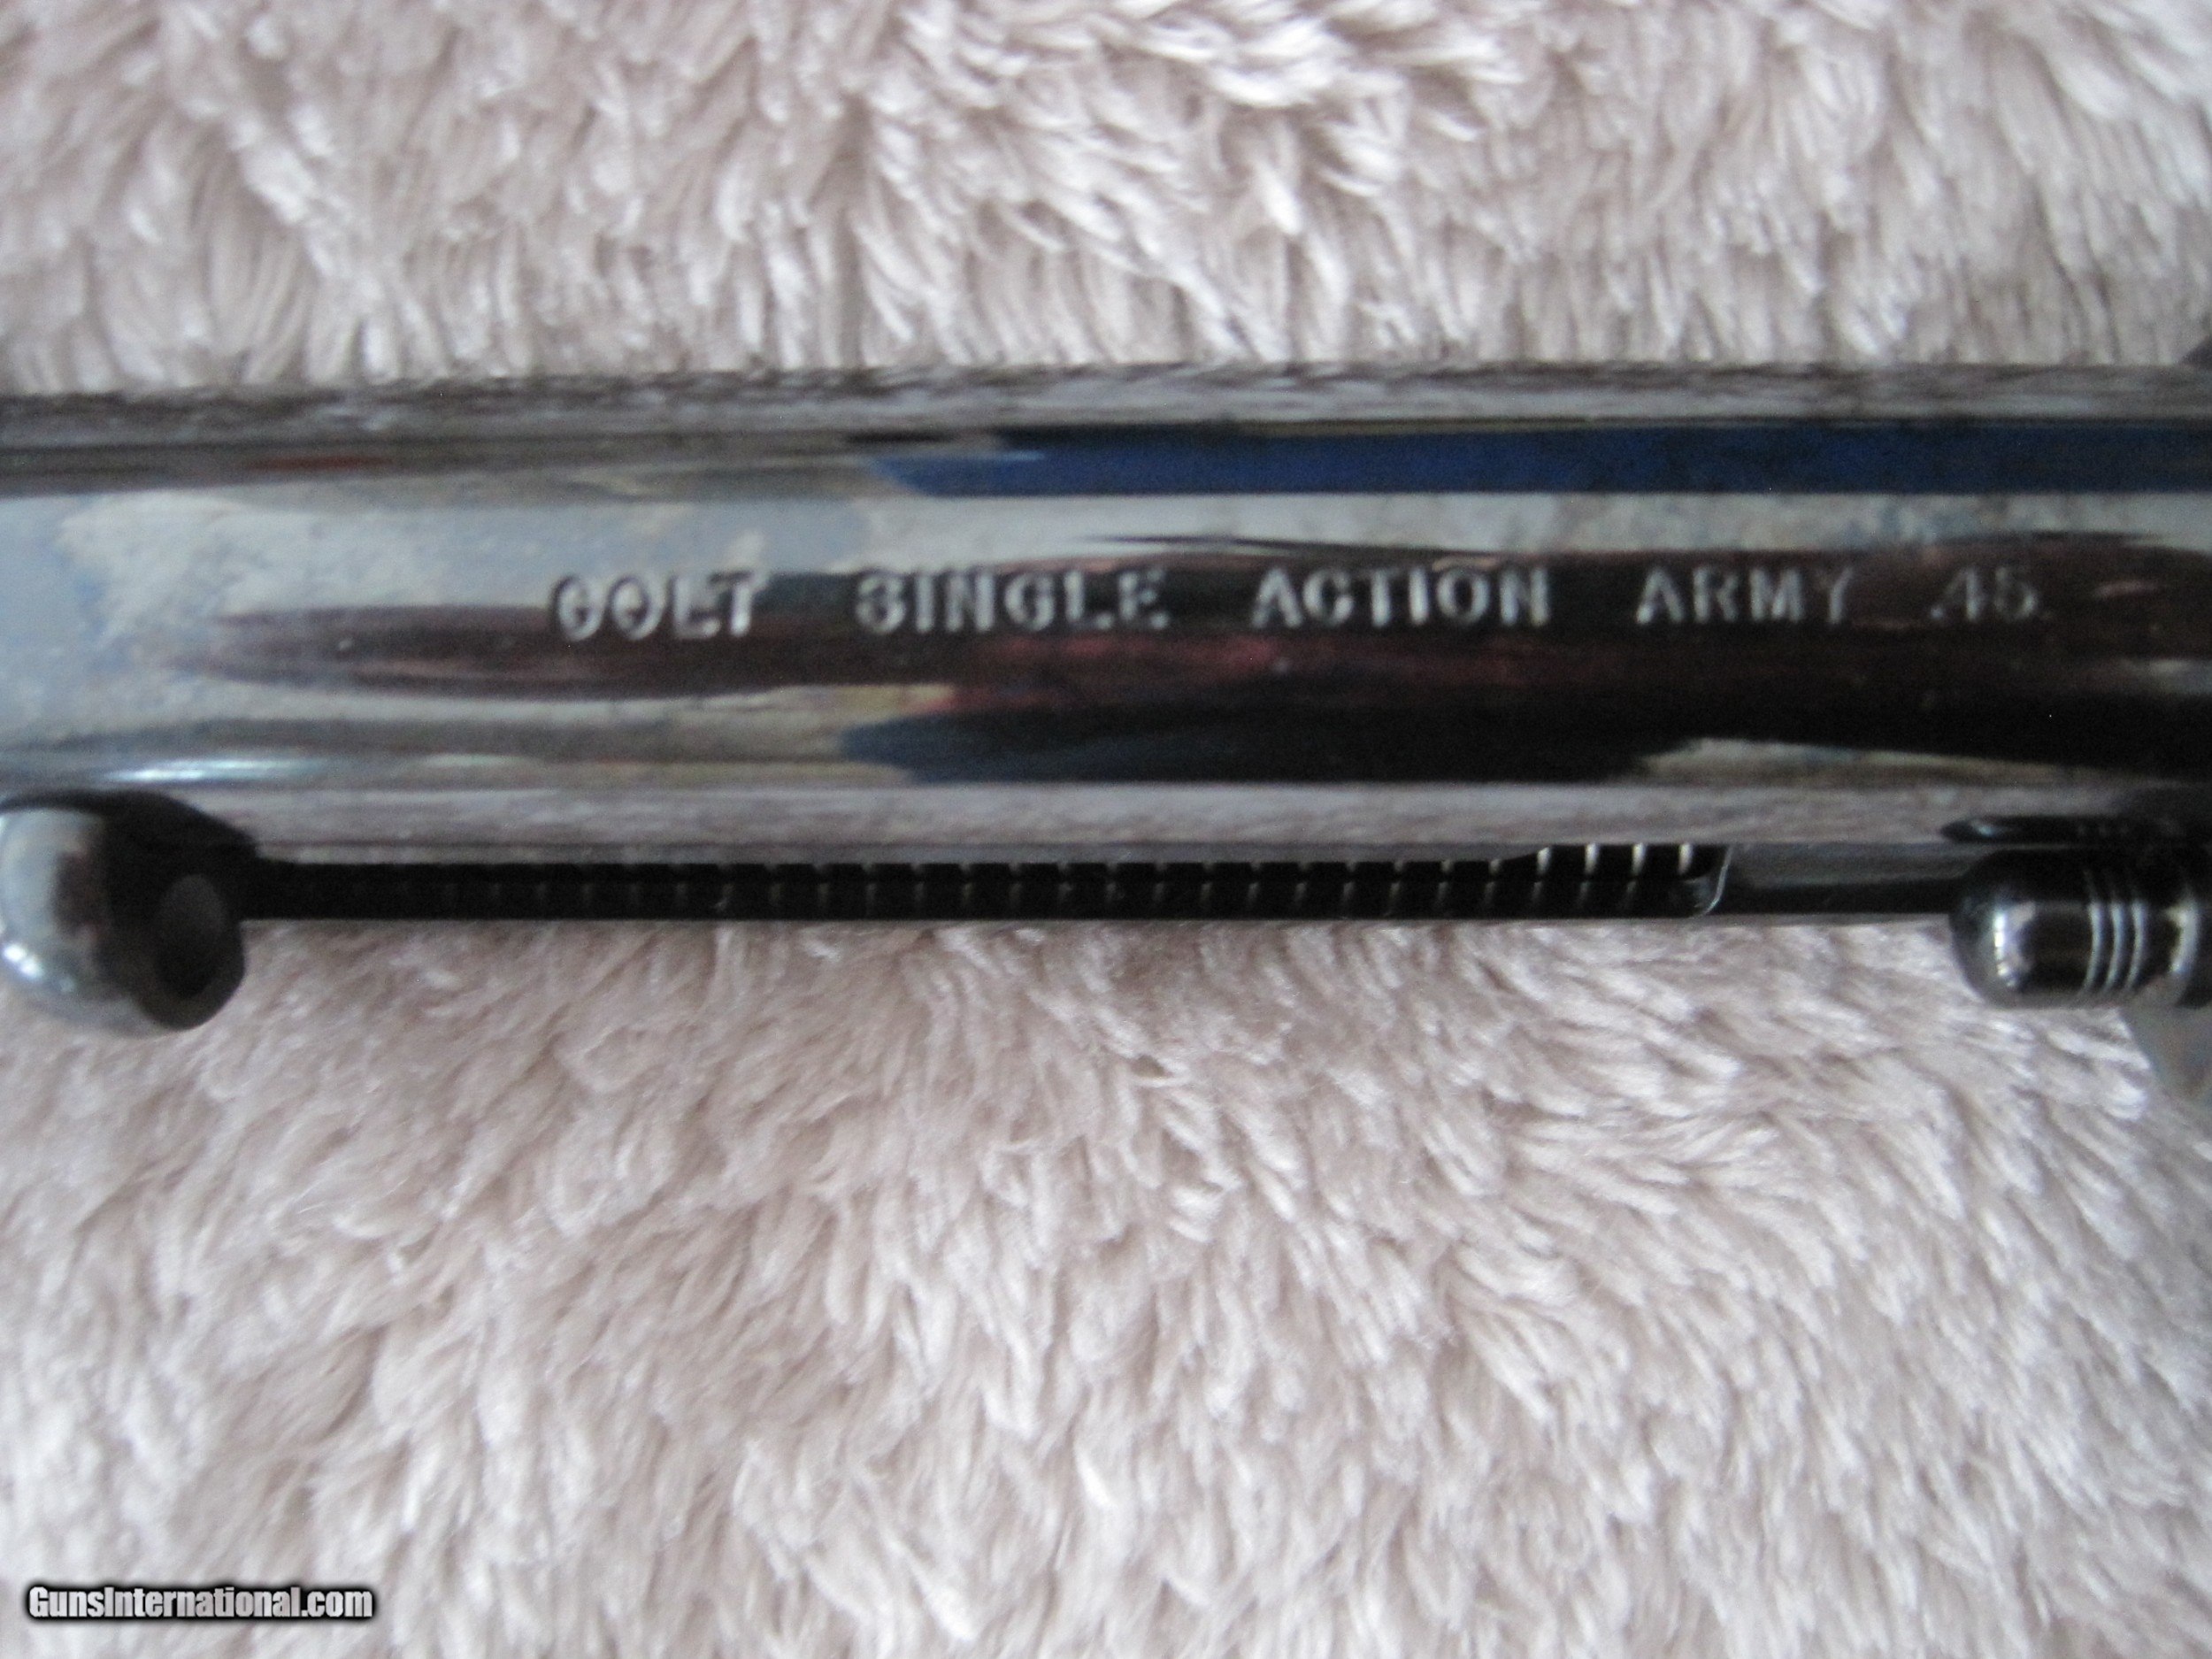 COLT SINGLE ACTION ARMY .45.
GunsInternational.com